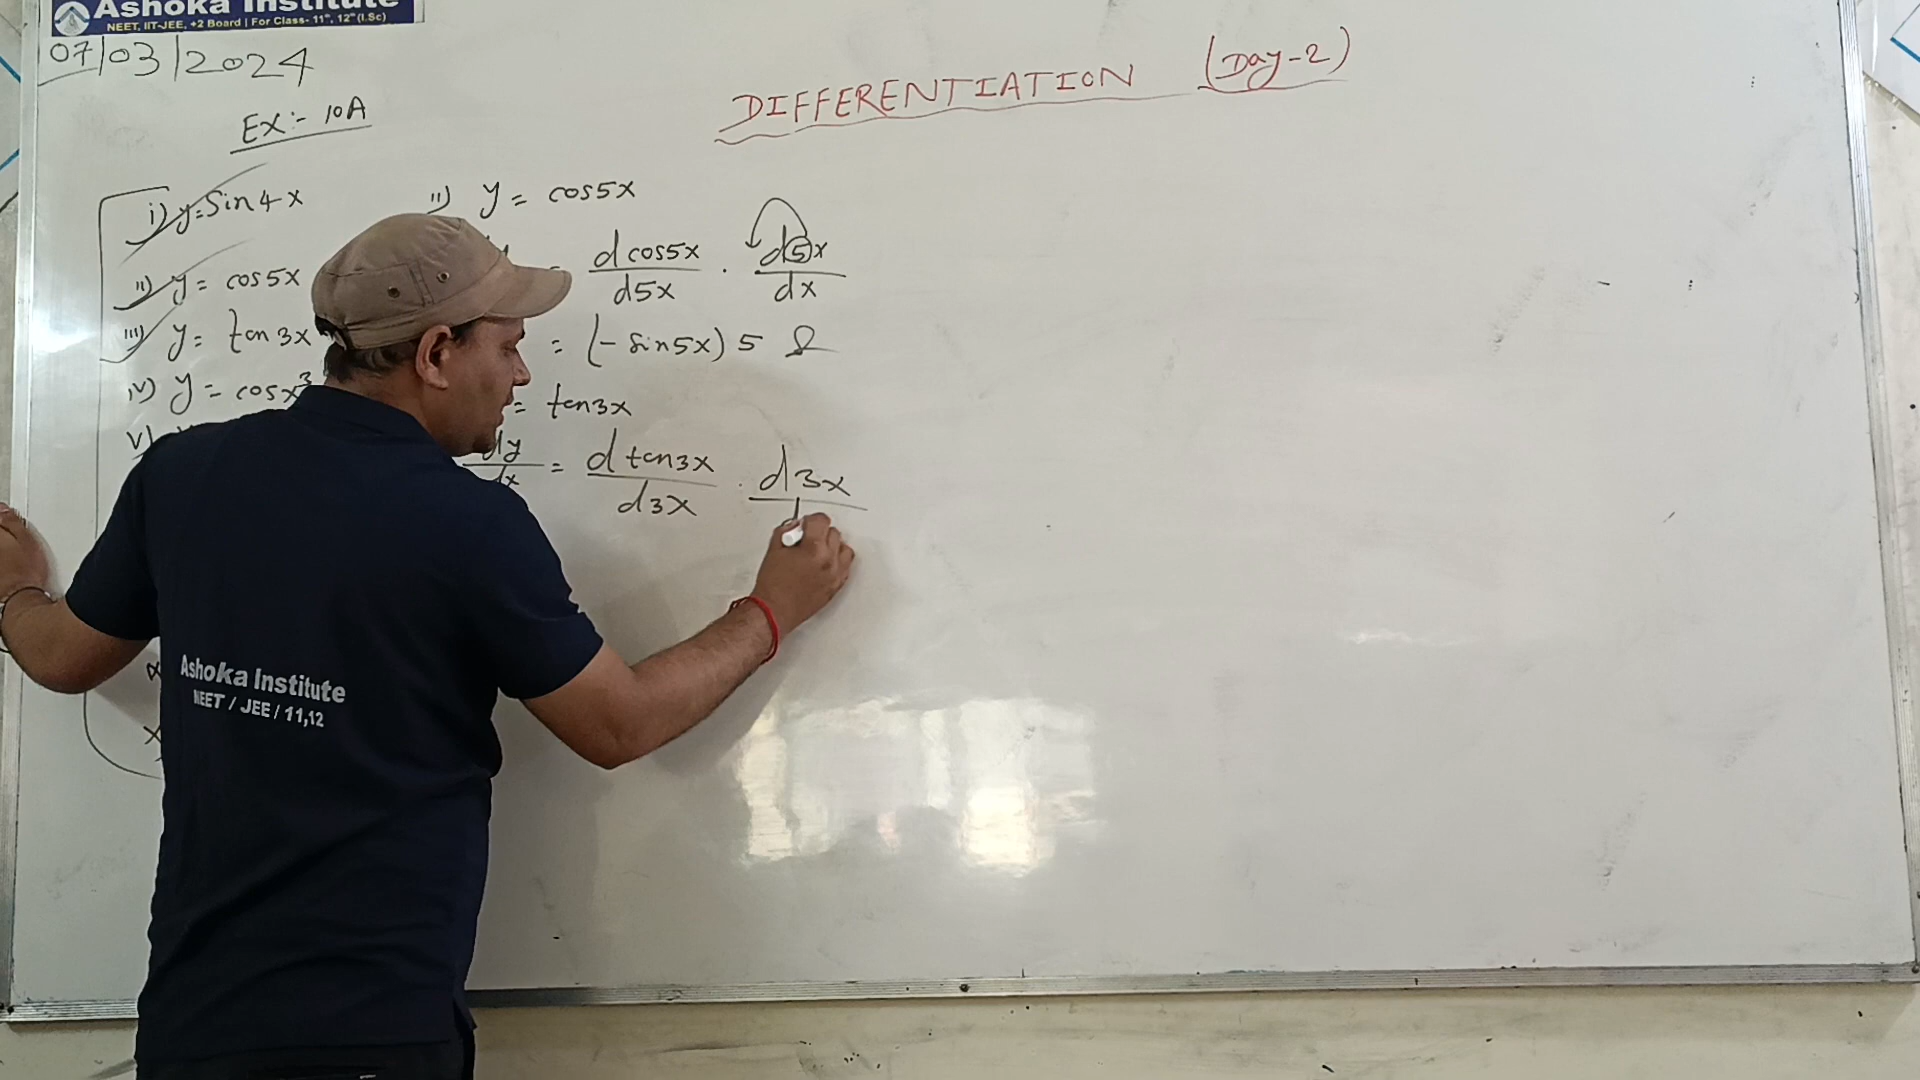 Ashoka Institute
NEET, IIT-JEE, +2 Board | For Class- 11th, 12th (I.Sc)
07/03/2024
DIFFERENTIATION (Day-2)
EX:- 10A
i) y=Sin4x
ii) y = cos5x
iii) y = tan3x
iv) y = cosx³
v)
ii) y = cos5x
= dcos5x/d5x . d5x/dx
= (-Sin5x) 5
= tan3x
dy/dx = dtan3x/d3x . d3x/
Ashoka Institute
NEET / JEE / 11,12